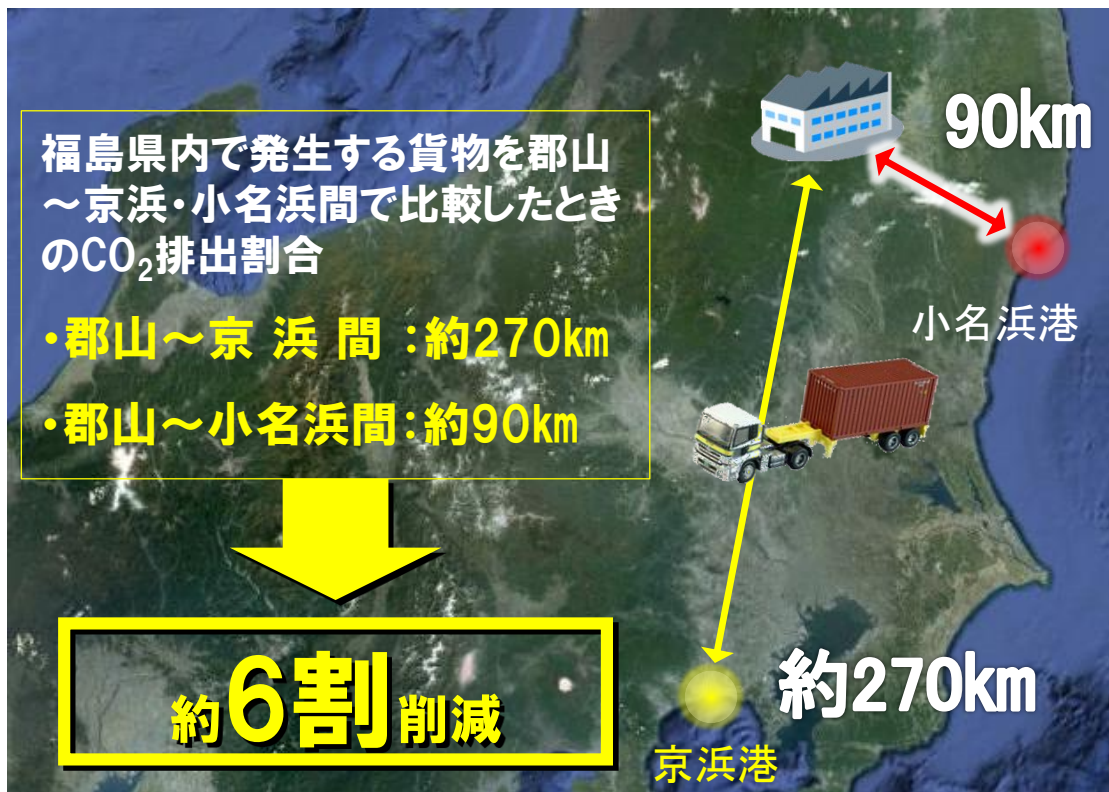 福島県内で発生する貨物を郡山
～京浜・小名浜間で比較したとき
のCO₂排出割合
・郡山～京 浜 間 ：約270km
・郡山～小名浜間：約90km
約6割削減
90km
小名浜港
約270km
京浜港